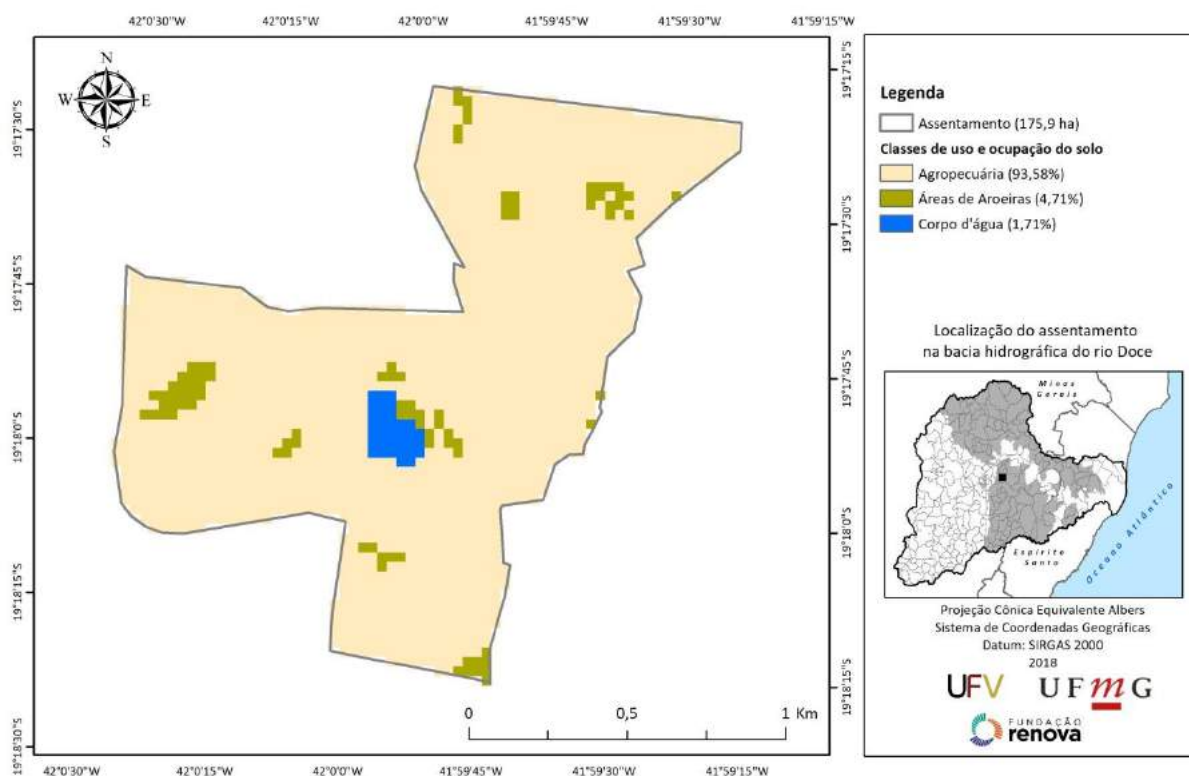 42°0'30"W 42°0'15"W 42°0'0"W 41°59'45"W 41°59'30"W 41°59'15"W
N
W E
S
19°17'30"S
19°17'45"S
19°18'0"S
19°18'15"S
19°18'30"S
19°17'15"S
19°17'30"S
19°17'45"S
19°18'0"S
19°18'15"S
0 0,5 1 Km
42°0'30"W 42°0'15"W 42°0'0"W 41°59'45"W 41°59'30"W 41°59'15"W
Legenda
Assentamento (175,9 ha)
Classes de uso e ocupação do solo
Agropecuária (93,58%)
Áreas de Aroeiras (4,71%)
Corpo d'água (1,71%)
Localização do assentamento
na bacia hidrográfica do rio Doce
Minas
Gerais
Espírito
Santo
Oceano Atlântico
Projeção Cônica Equivalente Albers
Sistema de Coordenadas Geográficas
Datum: SIRGAS 2000
2018
UFV UFmG
FUNDAÇÃO
renova